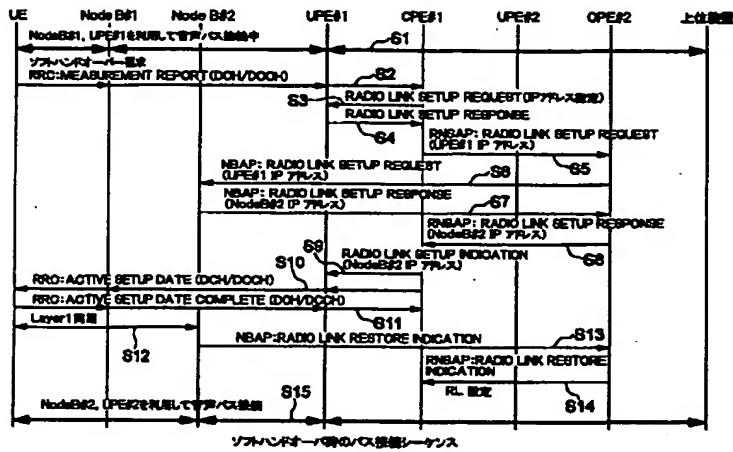 UE Node B#1 Node B#2 UPE#1 CPE#1 UPE#2 CPE#2 上位装置
NodeB#1, UPE#1を利用して音声パス接続中
S1
ソフトハンドオーバー要求
RRC:MEASUREMENT REPORT (DCH/DCCH)
S2
RADIO LINK SETUP REQUEST(IPアドレス設定)
S3
RADIO LINK SETUP RESPONSE
S4
RNSAP: RADIO LINK SETUP REQUEST
(UPE#1 IP アドレス)
S5
NBAP: RADIO LINK SETUP REQUEST
(UPE#1 IP アドレス)
S6
NBAP: RADIO LINK SETUP RESPONSE
(NodeB#2 IP アドレス)
S7
RNSAP: RADIO LINK SETUP RESPONSE
(NodeB#2 IP アドレス)
S8
RADIO LINK SETUP INDICATION
(NodeB#2 IP アドレス)
S9
RRC:ACTIVE SETUP DATE (DCH/DCCH)
S10
RRC:ACTIVE SETUP DATE COMPLETE (DCH/DCCH)
S11
Layer1同期
S12
NBAP:RADIO LINK RESTORE INDICATION
S13
RNSAP:RADIO LINK RESTORE
INDICATION
S14
RL 設定
NodeB#2, UPE#2を利用して音声パス接続
S15
ソフトハンドオーバ時のパス接続シーケンス